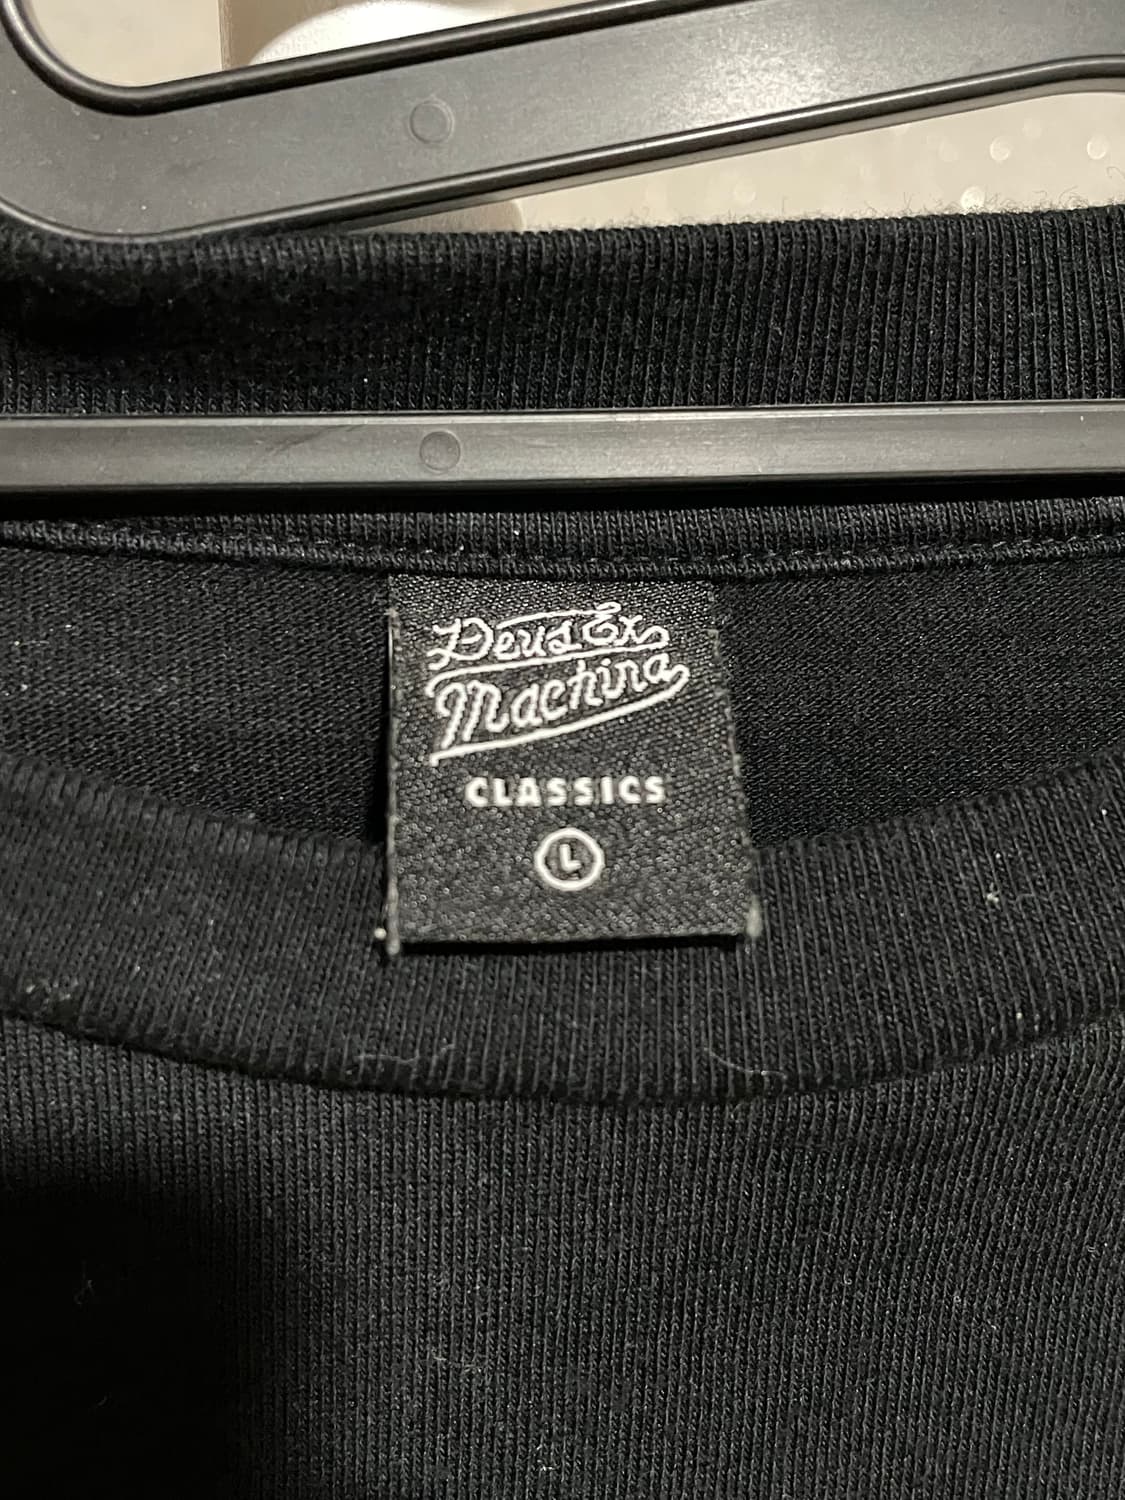 Deus Ex
Machina
CLASSICS
L